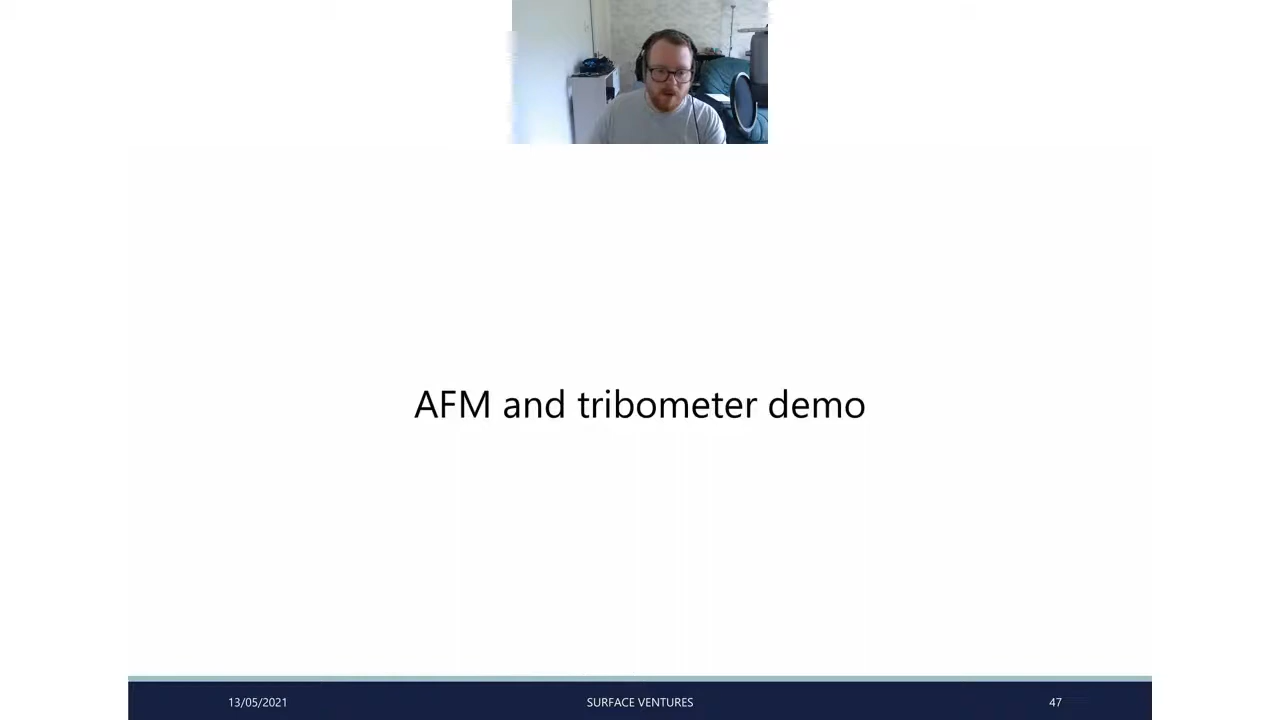 AFM and tribometer demo
13/05/2021 SURFACE VENTURES 47